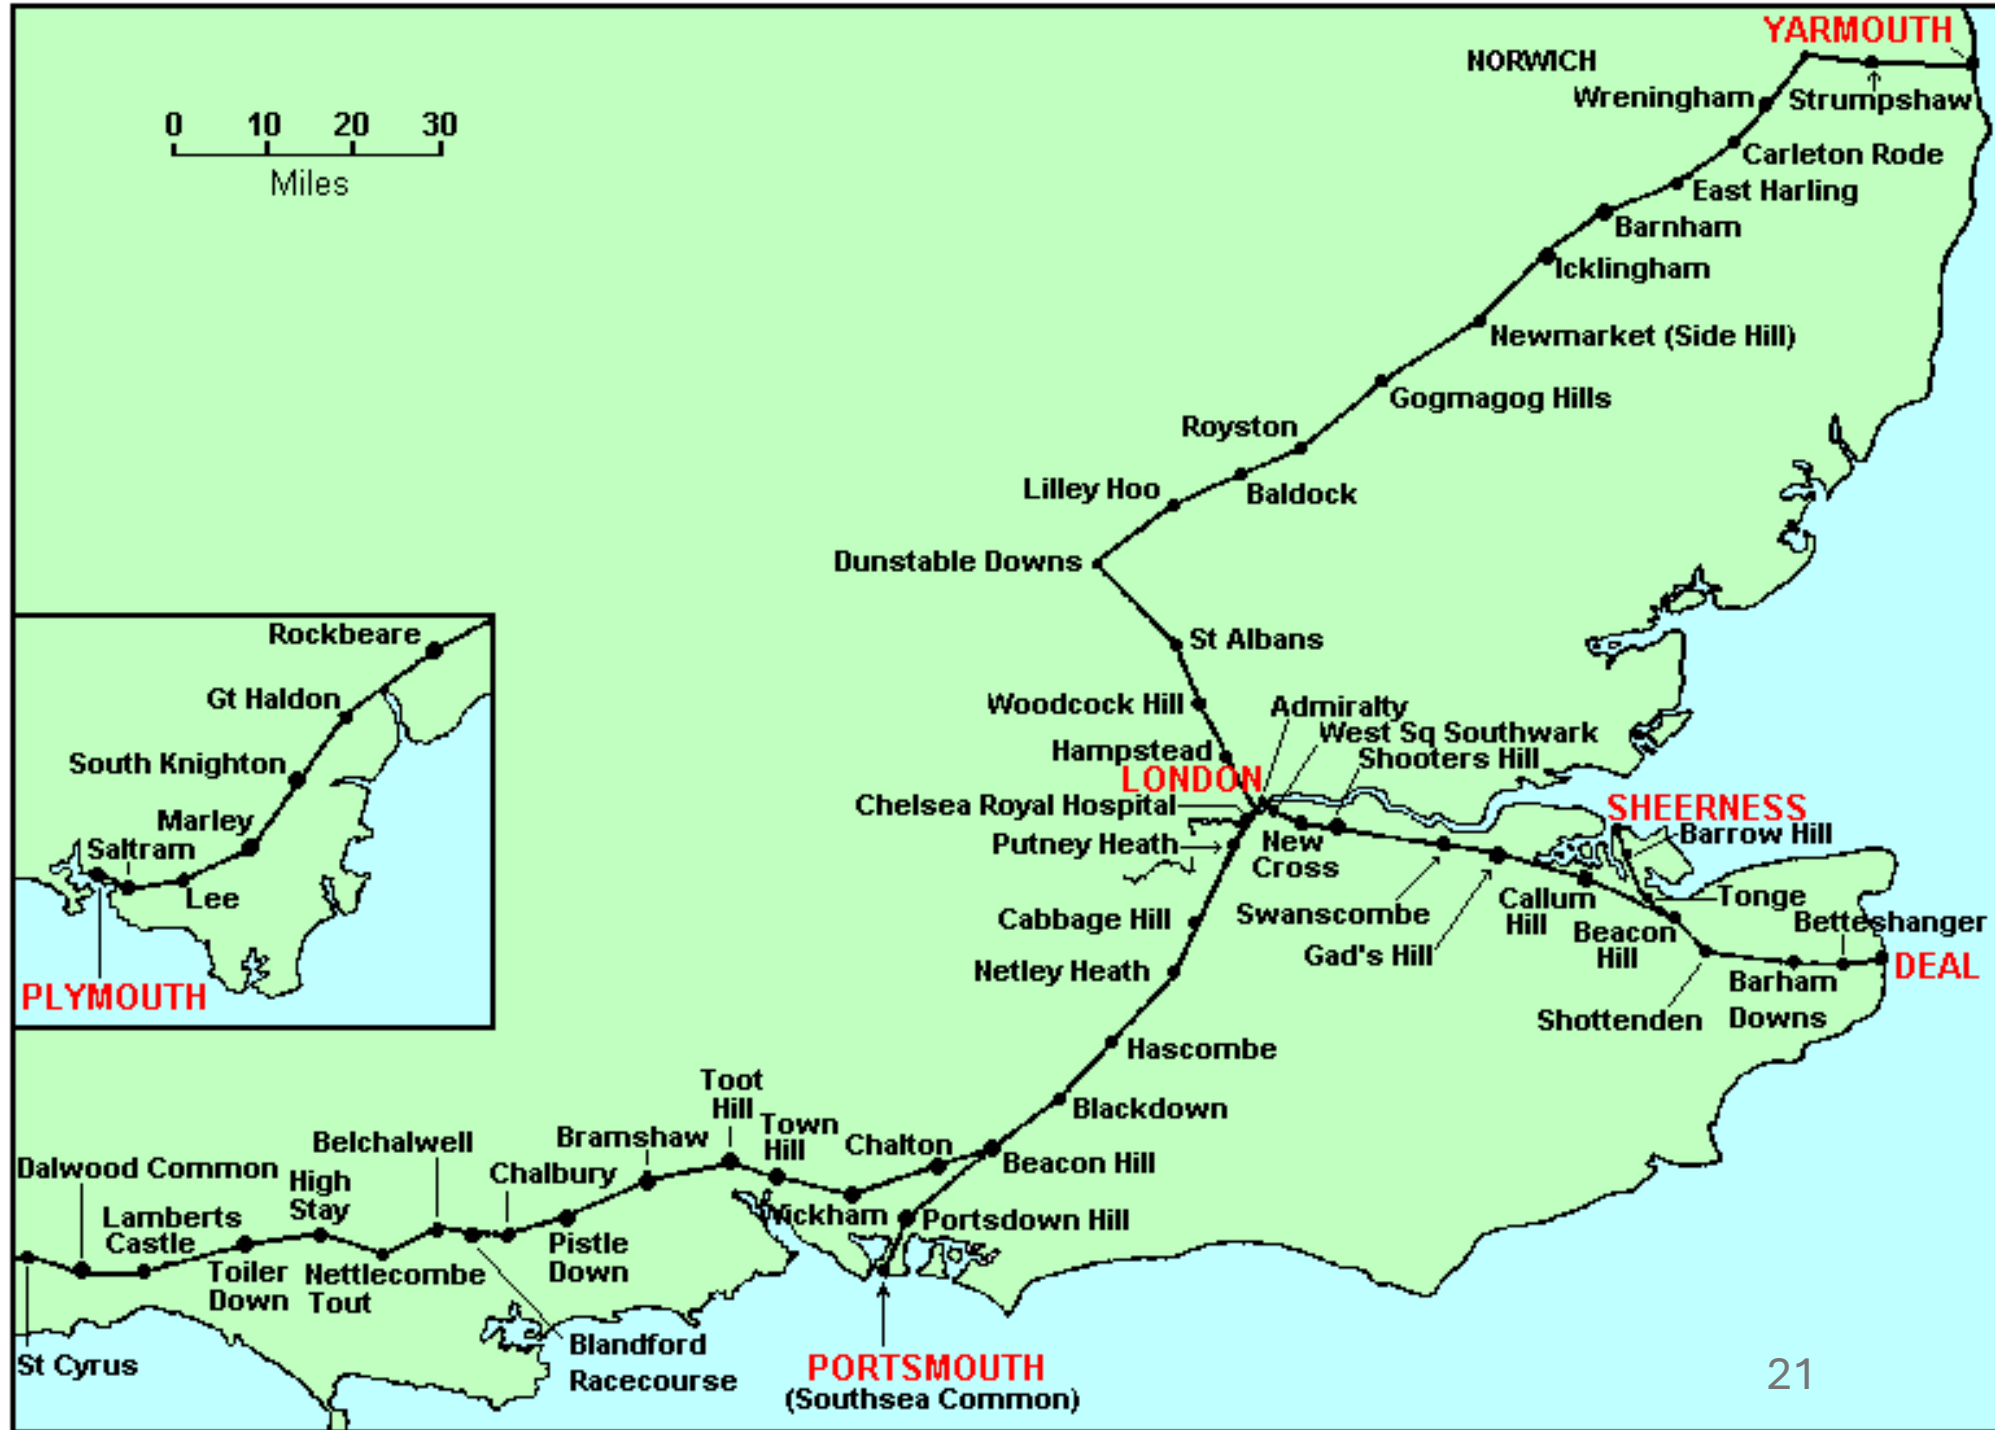 YARMOUTH
NORWICH
Wreningham
Strumpshaw
0 10 20 30
Miles
Carleton Rode
East Harling
Barnham
Icklingham
Newmarket (Side Hill)
Gogmagog Hills
Royston
Lilley Hoo
Baldock
Dunstable Downs
St Albans
Woodcock Hill
Admiralty
West Sq Southwark
Hampstead
Shooters Hill
LONDON
Chelsea Royal Hospital
SHEERNESS
Barrow Hill
Putney Heath
New
Cross
Swanscombe
Gad's Hill
Callum
Hill
Tonge
Beacon
Hill
Betteshanger
DEAL
Barham
Downs
Shottenden
Cabbage Hill
Netley Heath
Hascombe
Blackdown
Rockbeare
Gt Haldon
South Knighton
Marley
Saltram
Lee
PLYMOUTH
Toot
Hill
Town
Hill
Chalton
Beacon Hill
Bramshaw
Belchalwell
Chalbury
Dalwood Common
High
Stay
Lamberts
Castle
Wickham
Portsdown Hill
Pistle
Down
Toiler
Down
Nettlecombe
Tout
St Cyrus
Blandford
Racecourse
PORTSMOUTH
(Southsea Common)
21